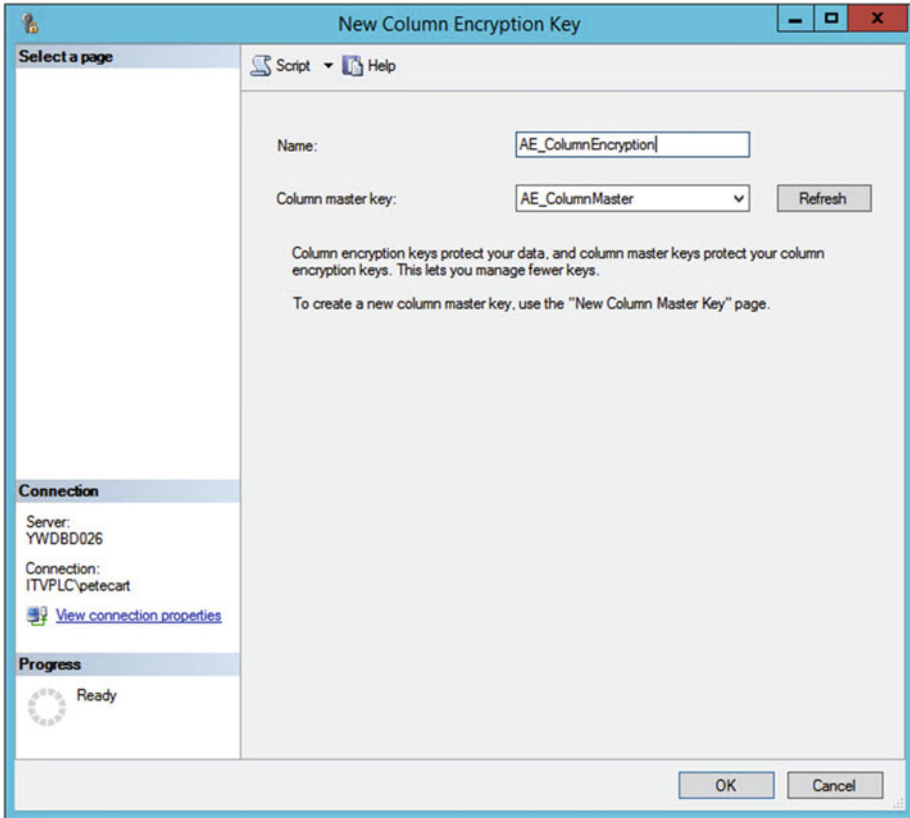 New Column Encryption Key
Select a page
Script
Help
Name:
AE_ColumnEncryption
Column master key:
AE_ColumnMaster
Refresh
Column encryption keys protect your data, and column master keys protect your column
encryption keys. This lets you manage fewer keys.
To create a new column master key, use the "New Column Master Key" page.
Connection
Server:
YWDBD026
Connection:
ITVPLC\petecart
View connection properties
Progress
Ready
OK
Cancel